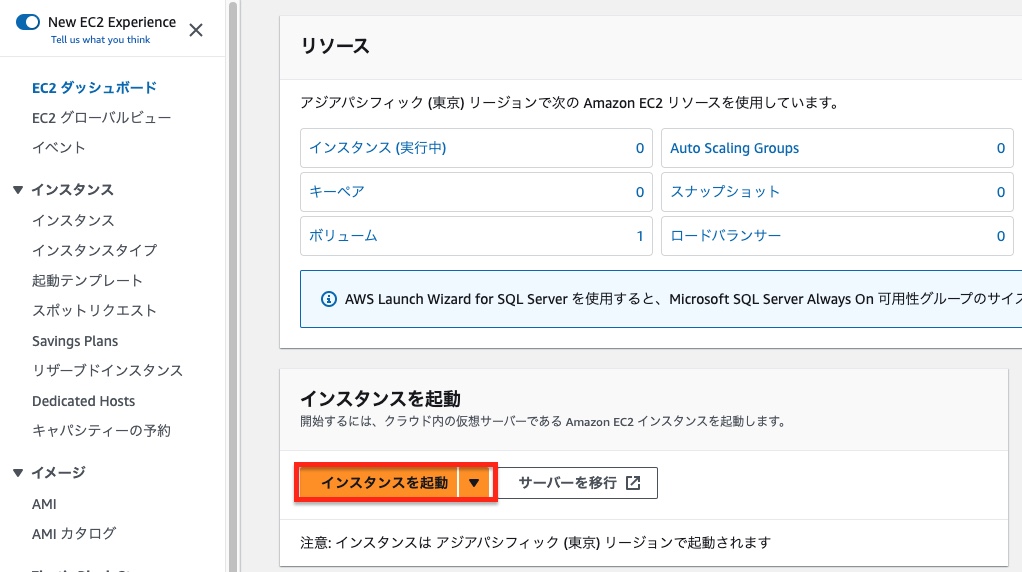 New EC2 Experience
Tell us what you think
EC2 ダッシュボード
EC2 グローバルビュー
イベント
インスタンス
インスタンス
インスタンスタイプ
起動テンプレート
スポットリクエスト
Savings Plans
リザーブドインスタンス
Dedicated Hosts
キャパシティーの予約
イメージ
AMI
AMI カタログ
リソース
アジアパシフィック (東京) リージョンで次の Amazon EC2 リソースを使用しています。
インスタンス (実行中) 0 Auto Scaling Groups 0
キーペア 0 スナップショット 0
ボリューム 1 ロードバランサー 0
AWS Launch Wizard for SQL Server を使用すると、Microsoft SQL Server Always On 可用性グループのサイズ
インスタンスを起動
開始するには、クラウド内の仮想サーバーである Amazon EC2 インスタンスを起動します。
インスタンスを起動 サーバーを移行
注意: インスタンスは アジアパシフィック (東京) リージョンで起動されます